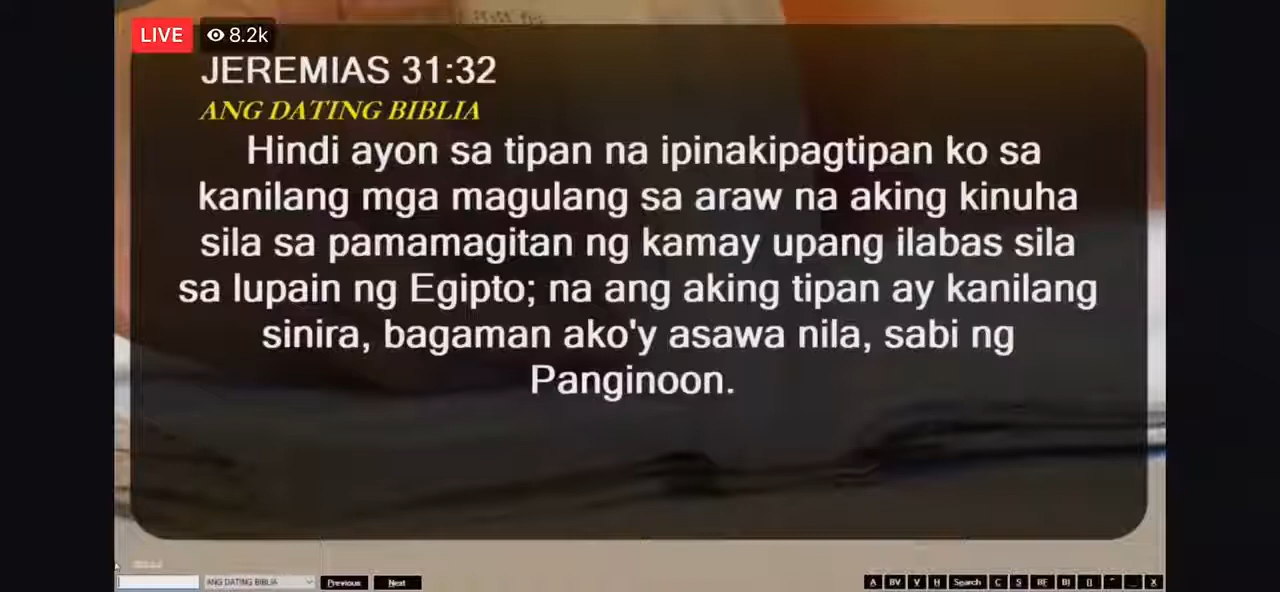 LIVE 8.2k
JEREMIAS 31:32
ANG DATING BIBLIA
Hindi ayon sa tipan na ipinakipagtipan ko sa
kanilang mga magulang sa araw na aking kinuha
sila sa pamamagitan ng kamay upang ilabas sila
sa lupain ng Egipto; na ang aking tipan ay kanilang
sinira, bagaman ako'y asawa nila, sabi ng
Panginoon.
ANG DATING BIBLIA Previous Next A BV V H Search C S BE BI X